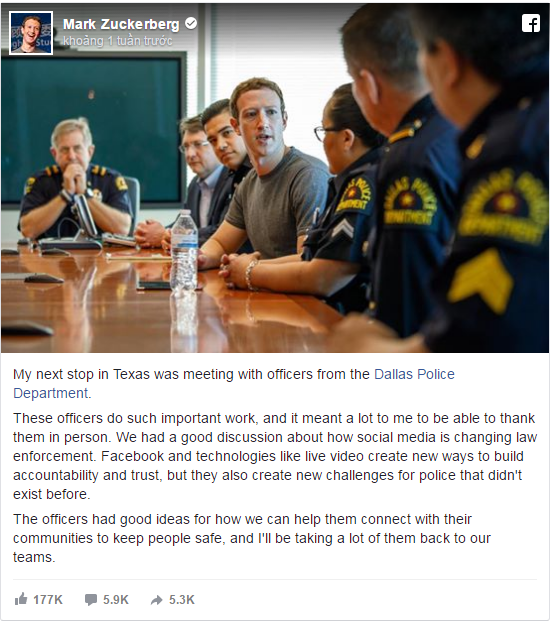 Mark Zuckerberg
khoảng 1 tuần trước
DALLAS POLICE
DEPARTMENT
My next stop in Texas was meeting with officers from the Dallas Police
Department.
These officers do such important work, and it meant a lot to me to be able to thank
them in person. We had a good discussion about how social media is changing law
enforcement. Facebook and technologies like live video create new ways to build
accountability and trust, but they also create new challenges for police that didn't
exist before.
The officers had good ideas for how we can help them connect with their
communities to keep people safe, and I'll be taking a lot of them back to our
teams.
177K 5.9K 5.3K